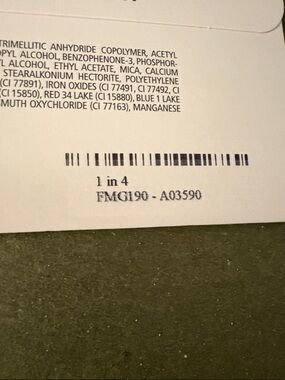 TRIMELLITIC ANHYDRIDE COPOLYMER, ACETYL
ALCOHOL, BENZOPHENONE-3, PHOSPHOR-
ALCOHOL, ETHYL ACETATE, MICA, CALCIUM
STEARALKONIUM HECTORITE, POLYETHYLENE
(CI 77891), IRON OXIDES (CI 77491, CI 77492, CI
(CI 15850), RED 34 LAKE (CI 15880), BLUE 1 LAKE
SMUTH OXYCHLORIDE (CI 77163), MANGANESE
1 in 4
FMG190 - A03590